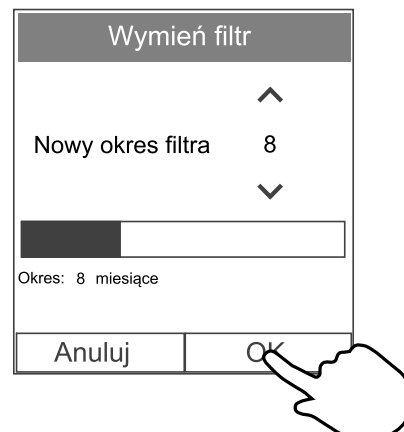 Wymień filtr
Nowy okres filtra 8
Okres: 8 miesiące
Anuluj OK